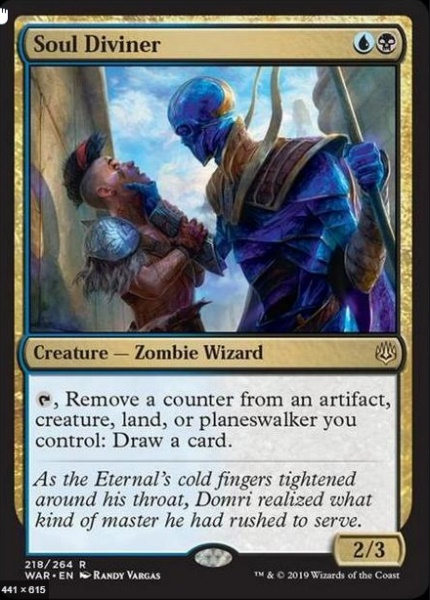 Soul Diviner
Creature — Zombie Wizard
, Remove a counter from an artifact,
creature, land, or planeswalker you
control: Draw a card.
As the Eternal's cold fingers tightened
around his throat, Domri realized what
kind of master he had rushed to serve.
2/3
218/264 R
WAR • EN RANDY VARGAS
™ & © 2019 Wizards of the Coast
441 × 615